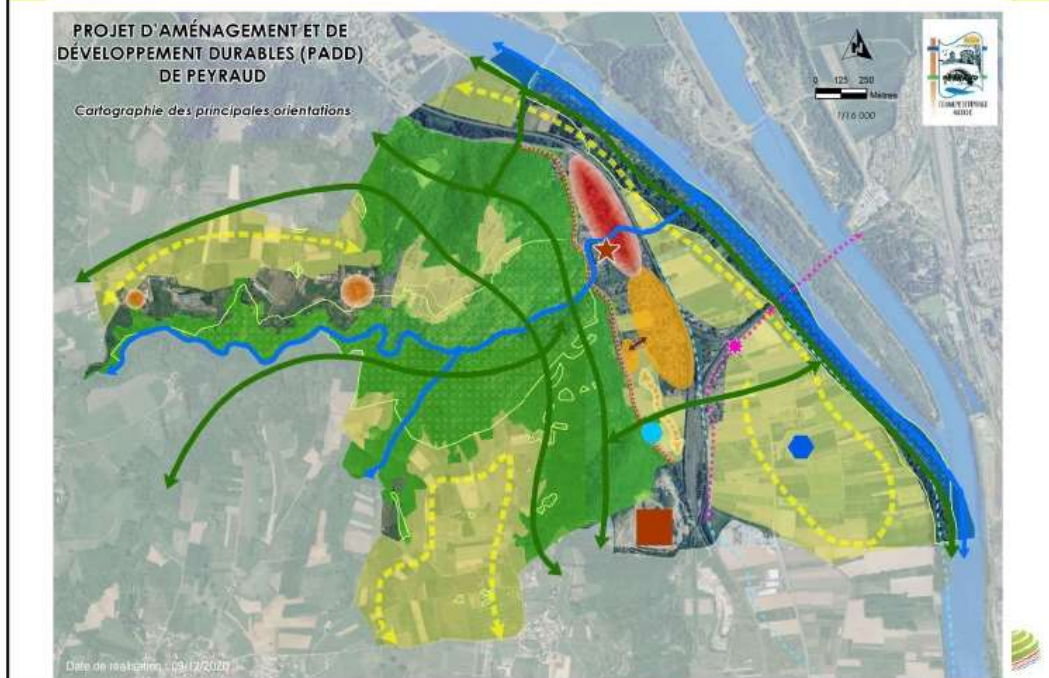 PROJET D'AMÉNAGEMENT ET DE
DÉVELOPPEMENT DURABLES (PADD)
DE PEYRAUD
Cartographie des principales orientations
N
0 125 250
Mètres
1/16 000
Date de réalisation : 09/12/2020